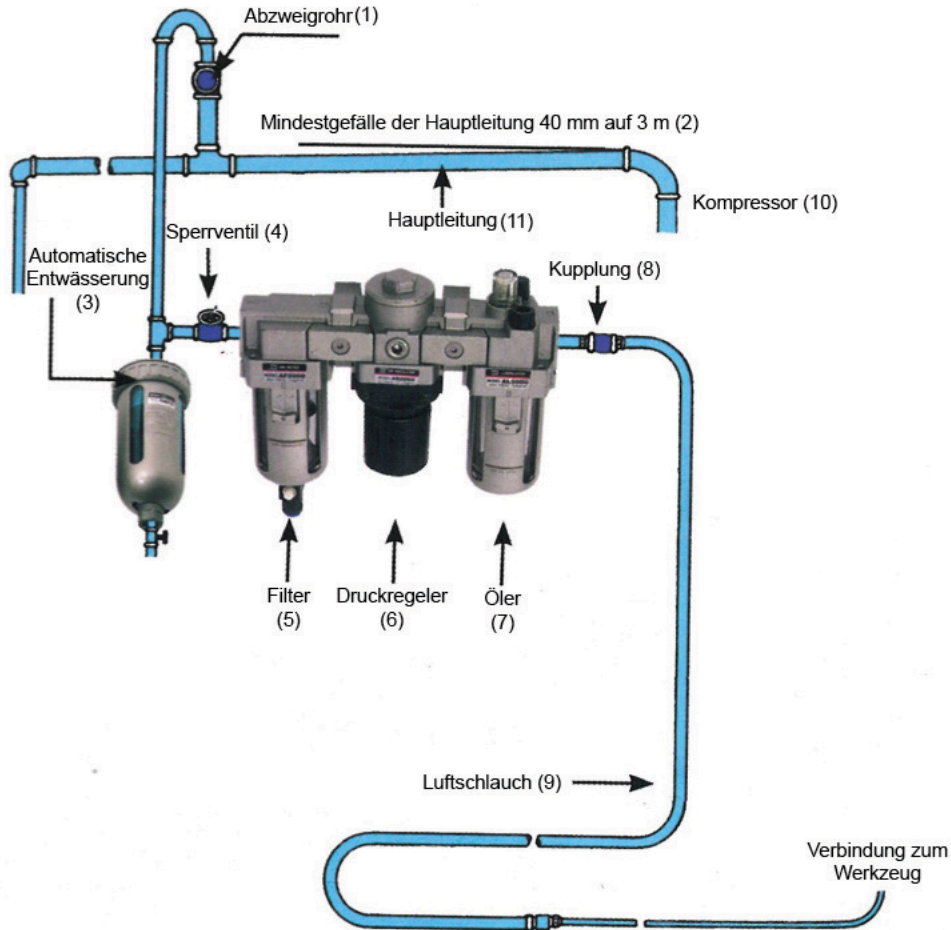 Abzweigrohr (1)
Mindestgefälle der Hauptleitung 40 mm auf 3 m (2)
Kompressor (10)
Hauptleitung (11)
Sperrventil (4)
Automatische
Entwässerung
(3)
Kupplung (8)
Filter
(5)
Druckregeler
(6)
Öler
(7)
Luftschlauch (9)
Verbindung zum
Werkzeug